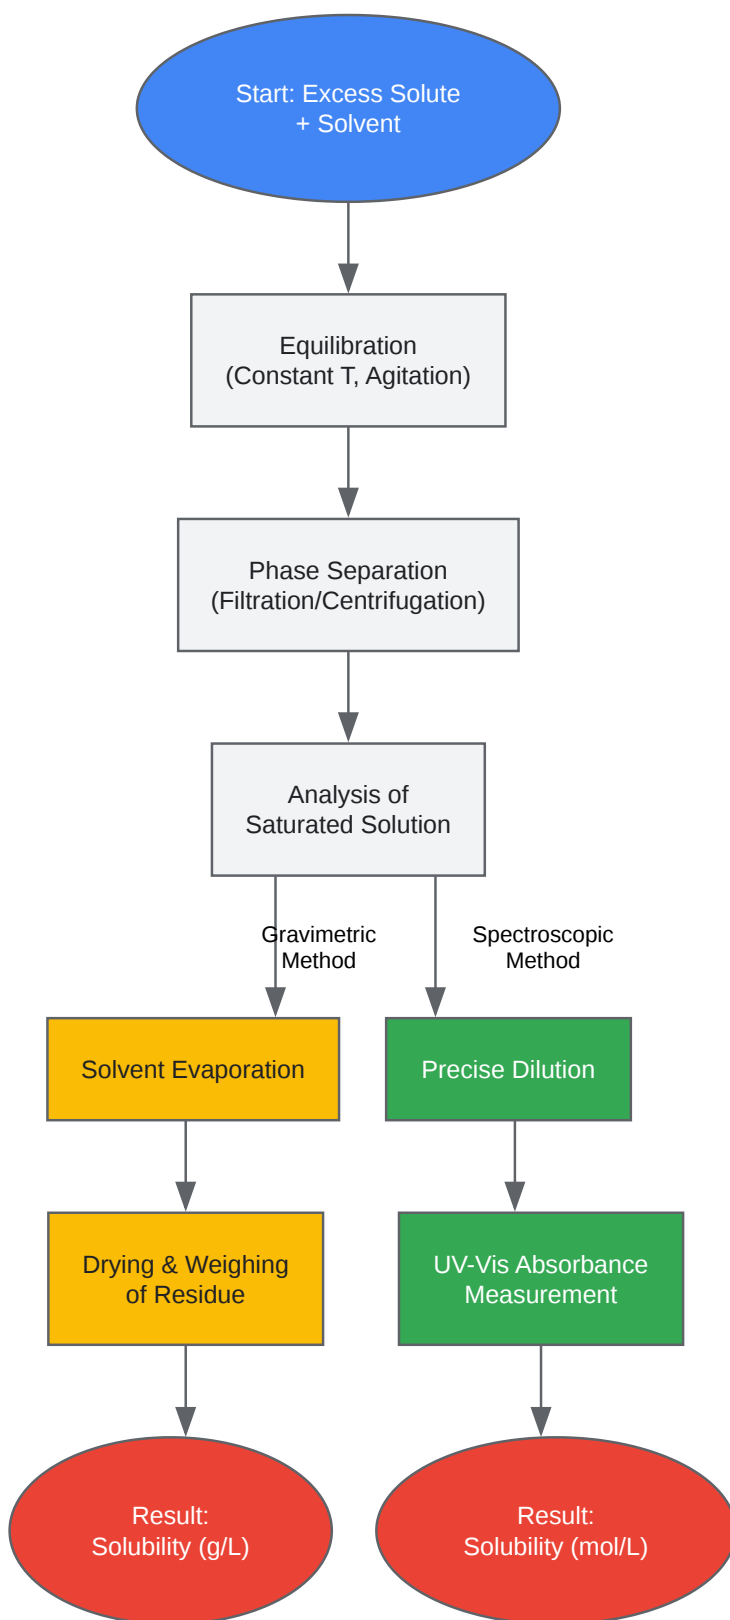 Start: Excess Solute
+ Solvent
Equilibration
(Constant T, Agitation)
Phase Separation
(Filtration/Centrifugation)
Analysis of
Saturated Solution
Gravimetric
Method
Spectroscopic
Method
Solvent Evaporation
Precise Dilution
Drying & Weighing
of Residue
UV-Vis Absorbance
Measurement
Result:
Solubility (g/L)
Result:
Solubility (mol/L)